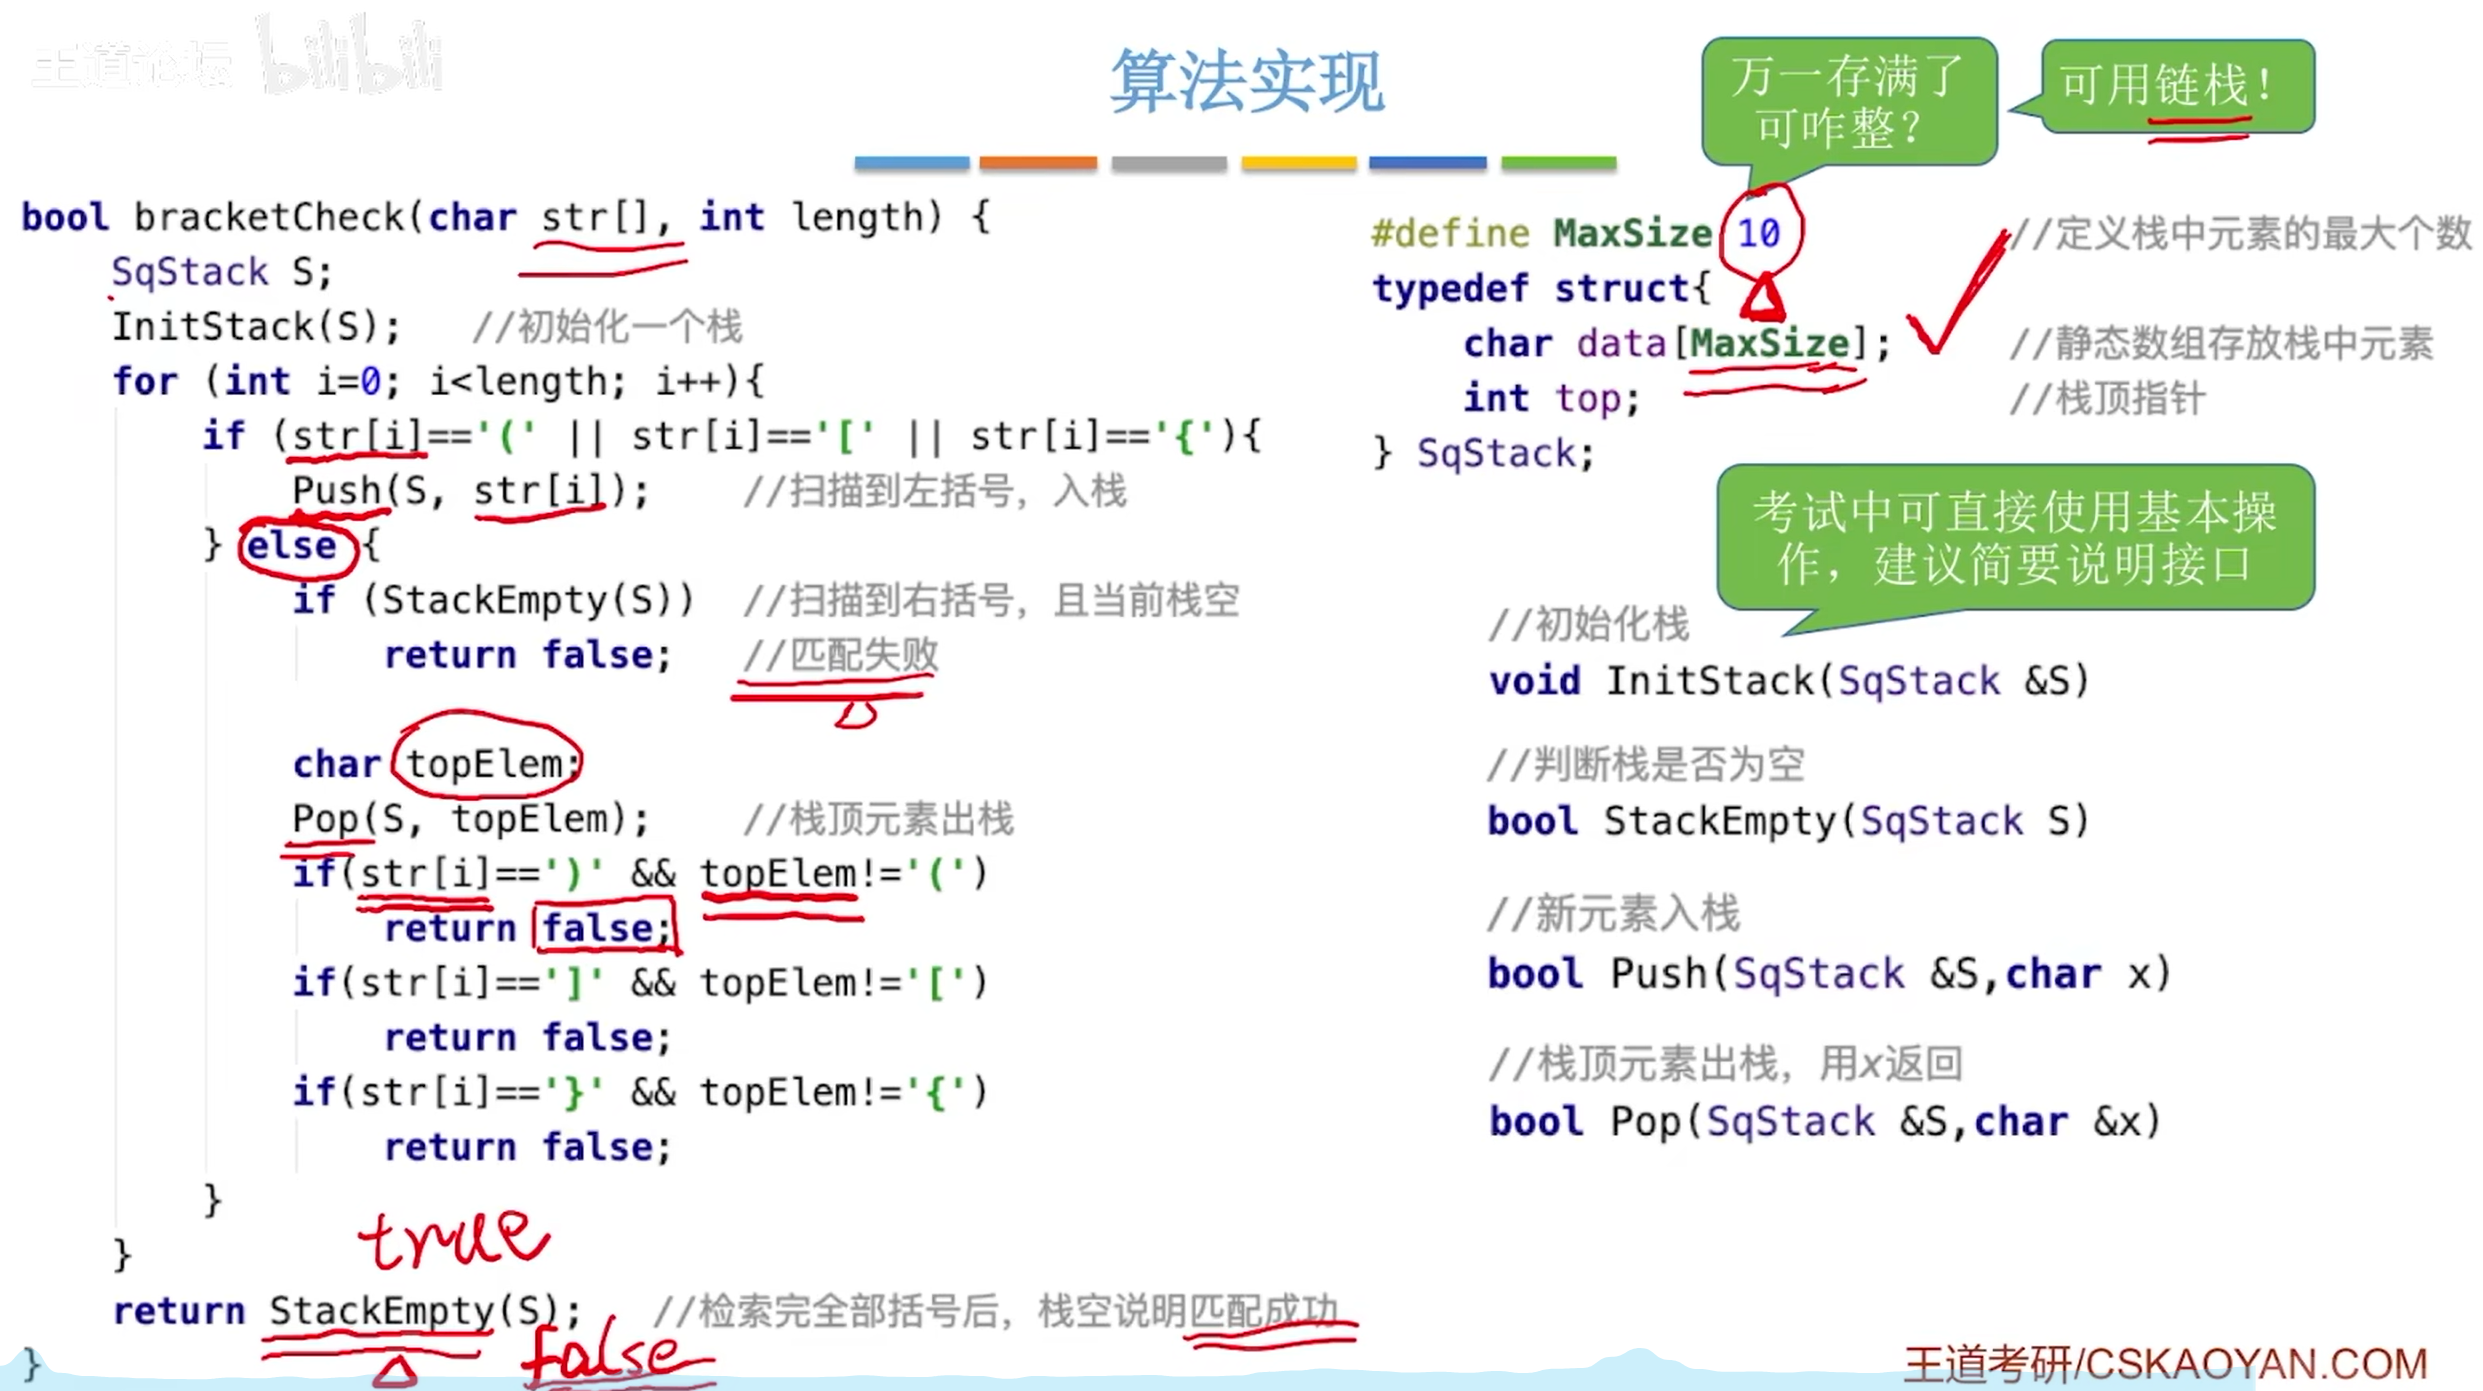 王道论坛 bilibili
算法实现
万一存满了
可咋整？
可用链栈！
bool bracketCheck(char str[], int length) {
SqStack S;
InitStack(S); //初始化一个栈
for (int i=0; i<length; i++){
if (str[i]=='(' || str[i]=='[' || str[i]=='{'){
Push(S, str[i]); //扫描到左括号，入栈
} else {
if (StackEmpty(S)) //扫描到右括号，且当前栈空
return false; //匹配失败
char topElem;
Pop(S, topElem); //栈顶元素出栈
if(str[i]==')' && topElem!='(')
return false;
if(str[i]==']' && topElem!='[')
return false;
if(str[i]=='}' && topElem!='{')
return false;
}
true
}
return StackEmpty(S); //检索完全部括号后，栈空说明匹配成功
false
}
#define MaxSize 10 //定义栈中元素的最大个数
typedef struct{
char data[MaxSize]; //静态数组存放栈中元素
int top; //栈顶指针
} SqStack;
考试中可直接使用基本操
作，建议简要说明接口
//初始化栈
void InitStack(SqStack &S)
//判断栈是否为空
bool StackEmpty(SqStack S)
//新元素入栈
bool Push(SqStack &S,char x)
//栈顶元素出栈，用x返回
bool Pop(SqStack &S,char &x)
王道考研/CSKAOYAN.COM